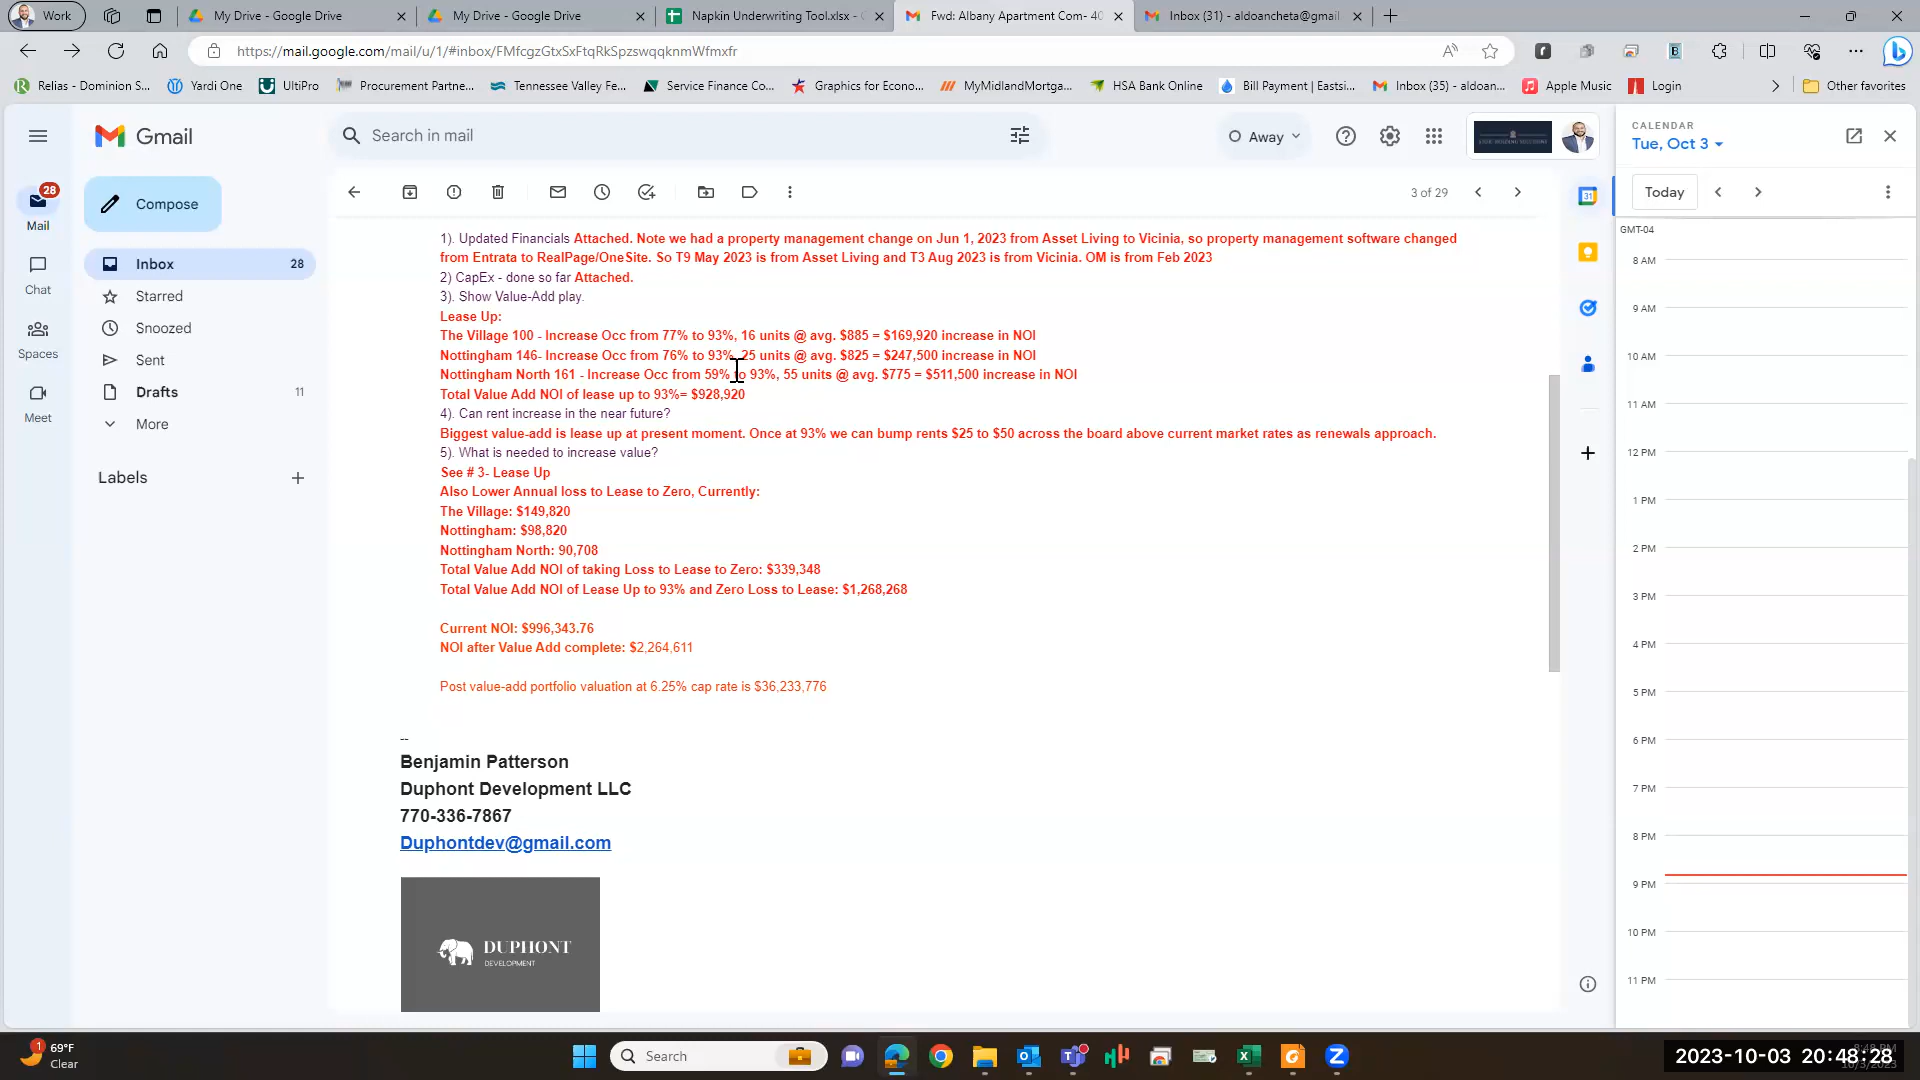 Work
My Drive - Google Drive
My Drive - Google Drive
Napkin Underwriting Tool.xlsx -
Fwd: Albany Apartment Com- 40
Inbox (31) - aldoancheta@gmail
https://mail.google.com/mail/u/1/#inbox/FMfcgzGtxSxFtqRkSpzswqqknmWfmxfr
Relias - Dominion S...
Yardi One
UltiPro
Procurement Partne...
Tennessee Valley Fe...
Service Finance Co...
Graphics for Econo...
MyMidlandMortga...
HSA Bank Online
Bill Payment | Eastsi...
Inbox (35) - aldoan...
Apple Music
Login
Other favorites
Gmail
Search in mail
Away
CALENDAR
Tue, Oct 3
28
Mail
Compose
3 of 29
Today
Chat
Inbox 28
Starred
Snoozed
Spaces
Sent
Drafts 11
Meet
More
Labels
1). Updated Financials Attached. Note we had a property management change on Jun 1, 2023 from Asset Living to Vicinia, so property management software changed
from Entrata to RealPage/OneSite. So T9 May 2023 is from Asset Living and T3 Aug 2023 is from Vicinia. OM is from Feb 2023
2) CapEx - done so far Attached.
3). Show Value-Add play.
Lease Up:
The Village 100 - Increase Occ from 77% to 93%, 16 units @ avg. $885 = $169,920 increase in NOI
Nottingham 146- Increase Occ from 76% to 93%, 25 units @ avg. $825 = $247,500 increase in NOI
Nottingham North 161 - Increase Occ from 59% to 93%, 55 units @ avg. $775 = $511,500 increase in NOI
Total Value Add NOI of lease up to 93%= $928,920
4). Can rent increase in the near future?
Biggest value-add is lease up at present moment. Once at 93% we can bump rents $25 to $50 across the board above current market rates as renewals approach.
5). What is needed to increase value?
See # 3- Lease Up
Also Lower Annual loss to Lease to Zero, Currently:
The Village: $149,820
Nottingham: $98,820
Nottingham North: 90,708
Total Value Add NOI of taking Loss to Lease to Zero: $339,348
Total Value Add NOI of Lease Up to 93% and Zero Loss to Lease: $1,268,268
Current NOI: $996,343.76
NOI after Value Add complete: $2,264,611
Post value-add portfolio valuation at 6.25% cap rate is $36,233,776
--
Benjamin Patterson
Duphont Development LLC
770-336-7867
Duphontdev@gmail.com
DUPHONT
DEVELOPMENT
31
GMT-04
8 AM
9 AM
10 AM
11 AM
12 PM
1 PM
2 PM
3 PM
4 PM
5 PM
6 PM
7 PM
8 PM
9 PM
10 PM
11 PM
1
69°F
Clear
Search
2023-10-03 20:48:28